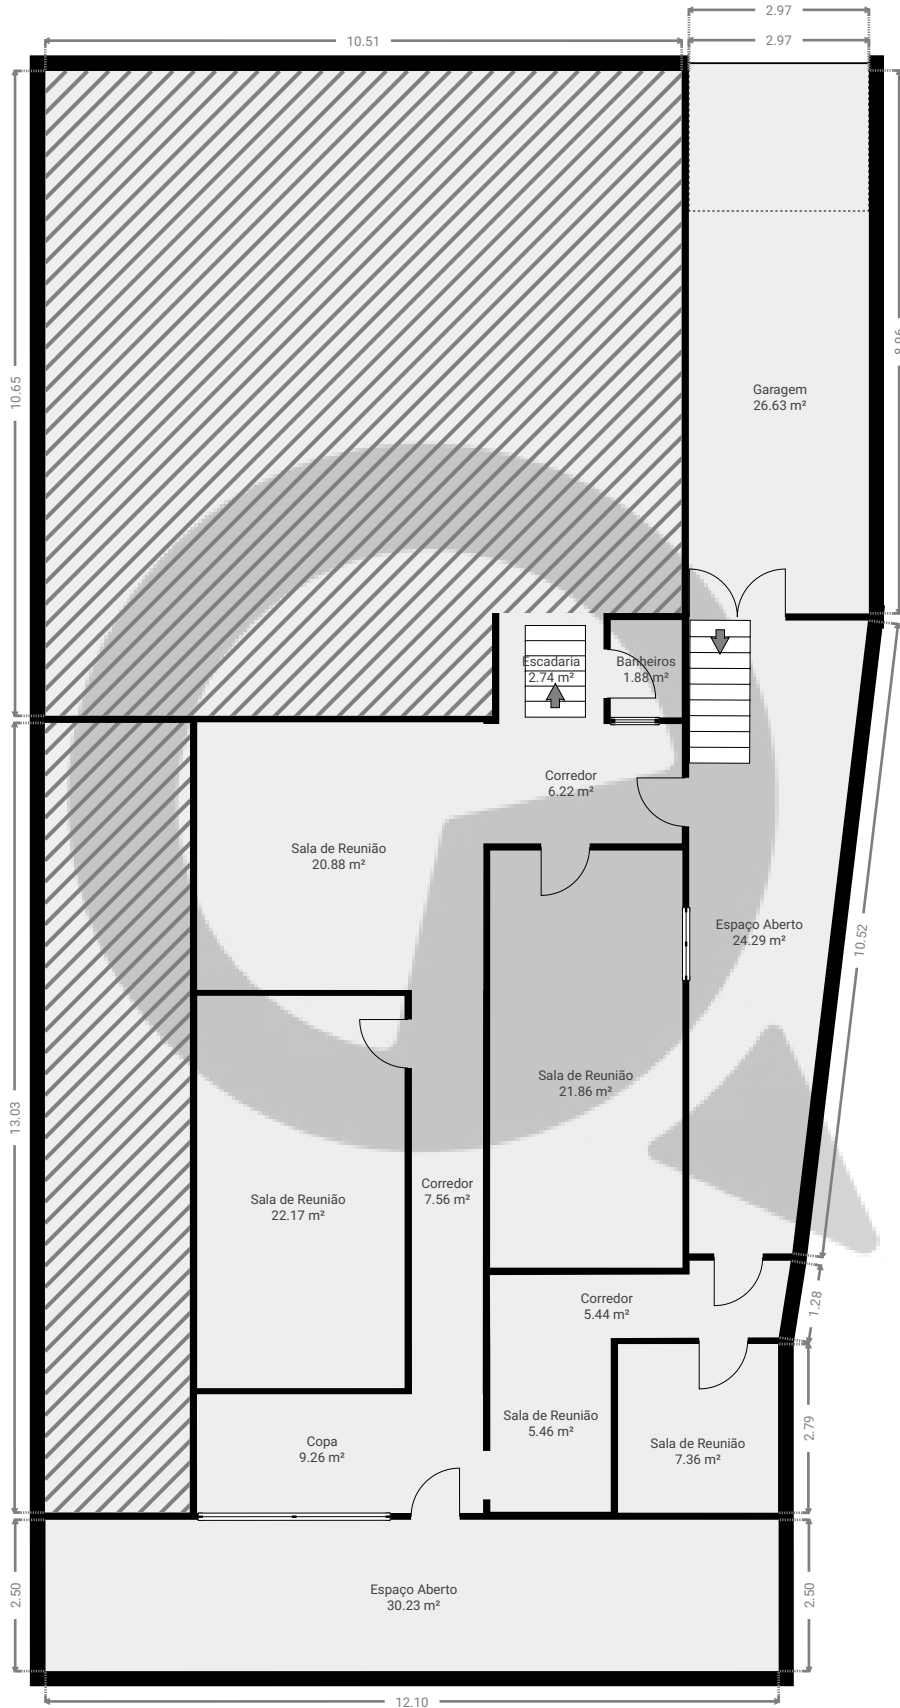 2.97
2.97
10.51
10.65
Garagem
26.63 m²
Escadaria
2.74 m²
Banheiros
1.88 m²
Corredor
6.22 m²
Sala de Reunião
20.88 m²
Espaço Aberto
24.29 m²
10.52
Sala de Reunião
21.86 m²
13.03
Corredor
7.56 m²
Sala de Reunião
22.17 m²
Corredor
5.44 m²
1.28
Sala de Reunião
5.46 m²
2.79
Copa
9.26 m²
Sala de Reunião
7.36 m²
2.50
Espaço Aberto
30.23 m²
2.50
12.10